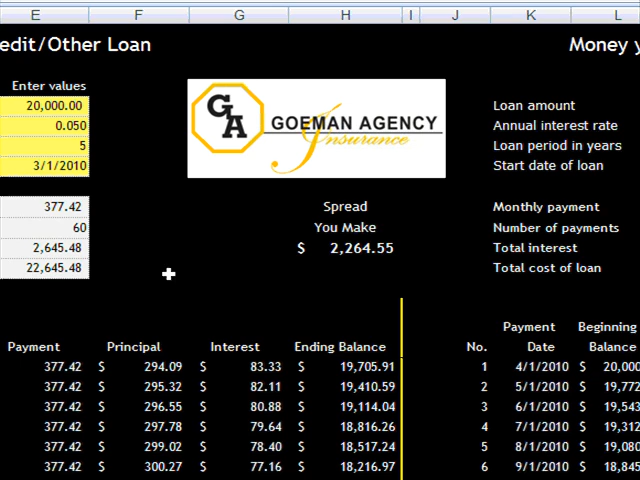 E F G H I J K L
edit/Other Loan Money y
Enter values
20,000.00 Loan amount
0.050 Annual interest rate
5 Loan period in years
3/1/2010 Start date of loan
GA
GOEMAN AGENCY
Insurance
377.42 Spread Monthly payment
60 You Make Number of payments
2,645.48 $ 2,264.55 Total interest
22,645.48 Total cost of loan
Payment Beginning
Payment Principal Interest Ending Balance No. Date Balance
377.42 $ 294.09 $ 83.33 $ 19,705.91 1 4/1/2010 $ 20,000
377.42 $ 295.32 $ 82.11 $ 19,410.59 2 5/1/2010 $ 19,772
377.42 $ 296.55 $ 80.88 $ 19,114.04 3 6/1/2010 $ 19,543
377.42 $ 297.78 $ 79.64 $ 18,816.26 4 7/1/2010 $ 19,312
377.42 $ 299.02 $ 78.40 $ 18,517.24 5 8/1/2010 $ 19,080
377.42 $ 300.27 $ 77.16 $ 18,216.97 6 9/1/2010 $ 18,845